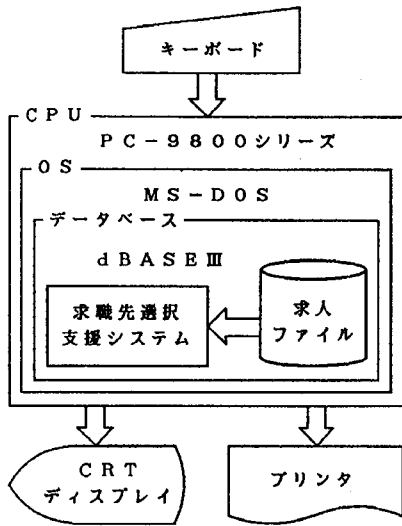 キーボード
CPU
PC-9800シリーズ
OS
MS-DOS
データベース
dBASEⅢ
求職先選択
支援システム
求人
ファイル
CRT
ディスプレイ
プリンタ